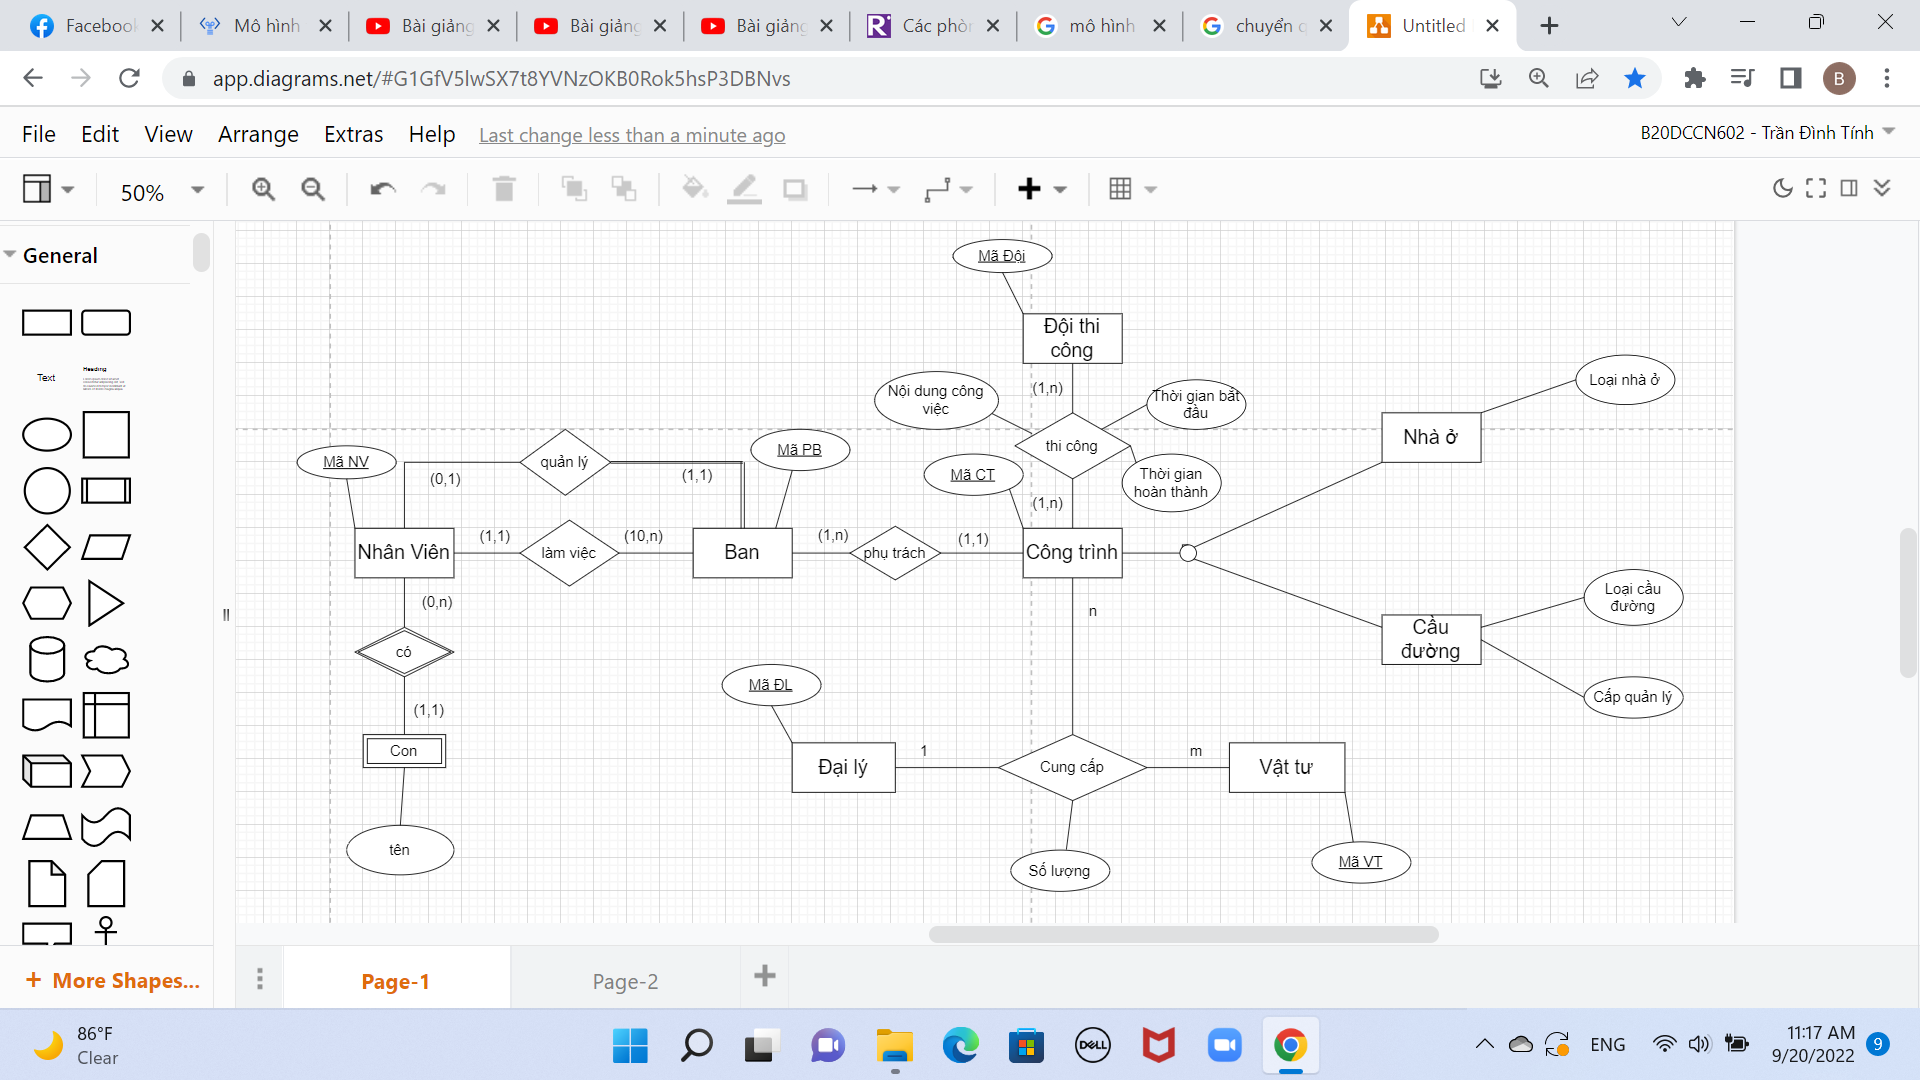 Facebook
Mô hình
Bài giảng
Bài giảng
Bài giảng
Các phòn
mô hình
chuyển q
Untitled
app.diagrams.net/#G1GfV5lwSX7t8YVNzOKB0Rok5hsP3DBNvs
B
File Edit View Arrange Extras Help Last change less than a minute ago
B20DCCN602 - Trần Đình Tính
50%
General
Text
Heading
Mã Đội
Đội thi
công
(1,n)
Nội dung công
việc
Thời gian bắt
đầu
thi công
Thời gian
hoàn thành
(1,n)
Mã CT
Loại nhà ở
Nhà ở
Mã NV
quản lý
(0,1)
(1,1)
Mã PB
Nhân Viên
(1,1)
làm việc
(10,n)
Ban
(1,n)
phụ trách
(1,1)
Công trình
(0,n)
có
(1,1)
Con
tên
n
Loại cầu
đường
Cầu
đường
Cấp quản lý
Mã ĐL
Đại lý
1
Cung cấp
m
Vật tư
Số lượng
Mã VT
+ More Shapes...
Page-1
Page-2
86°F
Clear
DELL
ENG
11:17 AM
9/20/2022
9